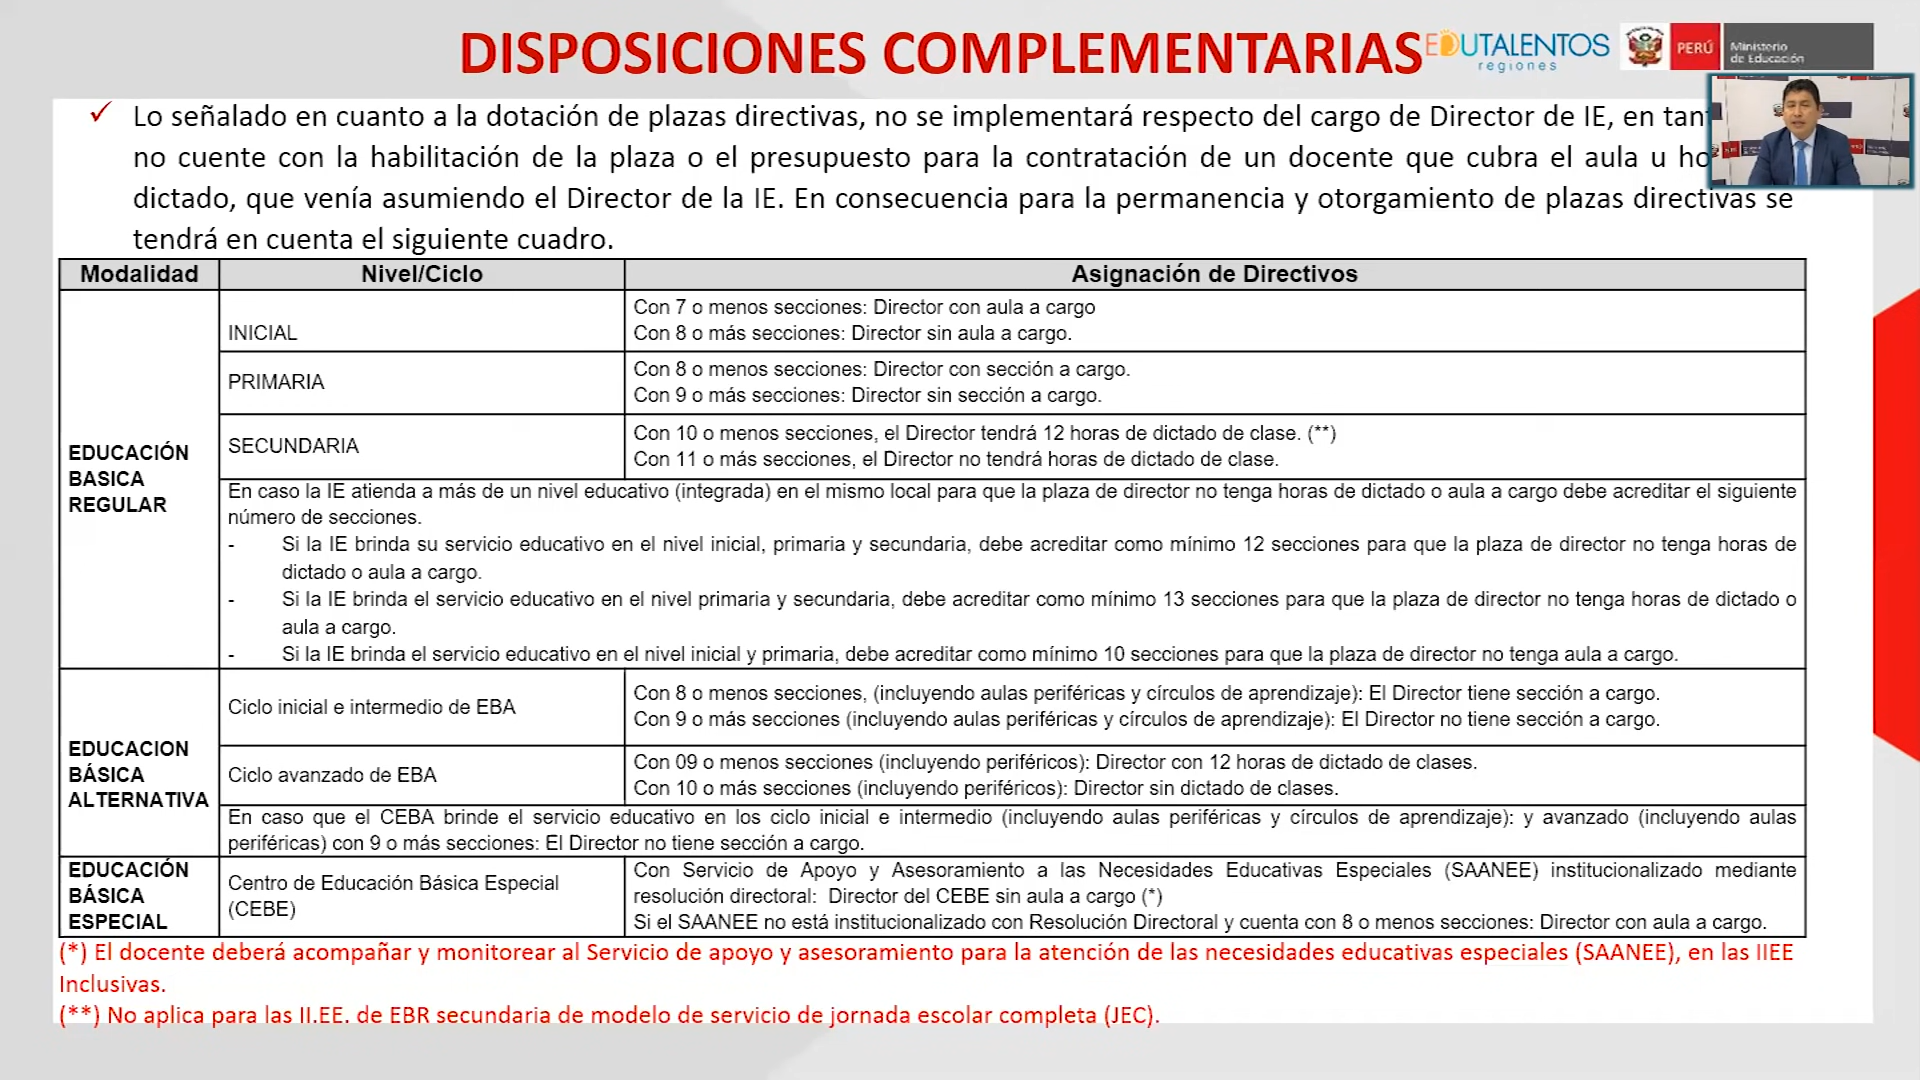 DISPOSICIONES COMPLEMENTARIAS
EDUTALENTOS
regiones
PERÚ
Ministerio
de Educación
✓ Lo señalado en cuanto a la dotación de plazas directivas, no se implementará respecto del cargo de Director de IE, en
no cuente con la habilitación de la plaza o el presupuesto para la contratación de un docente que cubra el aula u
dictado, que venía asumiendo el Director de la IE. En consecuencia para la permanencia y otorgamiento de plazas directivas se
tendrá en cuenta el siguiente cuadro.
Modalidad Nivel/Ciclo Asignación de Directivos
EDUCACIÓN
BASICA
REGULAR
INICIAL
Con 7 o menos secciones: Director con aula a cargo
Con 8 o más secciones: Director sin aula a cargo.
PRIMARIA
Con 8 o menos secciones: Director con sección a cargo.
Con 9 o más secciones: Director sin sección a cargo.
SECUNDARIA
Con 10 o menos secciones, el Director tendrá 12 horas de dictado de clase. (**)
Con 11 o más secciones, el Director no tendrá horas de dictado de clase.
En caso la IE atienda a más de un nivel educativo (integrada) en el mismo local para que la plaza de director no tenga horas de dictado o aula a cargo debe acreditar el siguiente
número de secciones.
- Si la IE brinda su servicio educativo en el nivel inicial, primaria y secundaria, debe acreditar como mínimo 12 secciones para que la plaza de director no tenga horas de
dictado o aula a cargo.
- Si la IE brinda el servicio educativo en el nivel primaria y secundaria, debe acreditar como mínimo 13 secciones para que la plaza de director no tenga horas de dictado o
aula a cargo.
- Si la IE brinda el servicio educativo en el nivel inicial y primaria, debe acreditar como mínimo 10 secciones para que la plaza de director no tenga aula a cargo.
EDUCACION
BÁSICA
ALTERNATIVA
Ciclo inicial e intermedio de EBA
Con 8 o menos secciones, (incluyendo aulas periféricas y círculos de aprendizaje): El Director tiene sección a cargo.
Con 9 o más secciones (incluyendo aulas periféricas y círculos de aprendizaje): El Director no tiene sección a cargo.
Ciclo avanzado de EBA
Con 09 o menos secciones (incluyendo periféricos): Director con 12 horas de dictado de clases.
Con 10 o más secciones (incluyendo periféricos): Director sin dictado de clases.
En caso que el CEBA brinde el servicio educativo en los ciclo inicial e intermedio (incluyendo aulas periféricas y círculos de aprendizaje): y avanzado (incluyendo aulas
periféricas) con 9 o más secciones: El Director no tiene sección a cargo.
EDUCACIÓN
BÁSICA
ESPECIAL
Centro de Educación Básica Especial
(CEBE)
Con Servicio de Apoyo y Asesoramiento a las Necesidades Educativas Especiales (SAANEE) institucionalizado mediante
resolución directoral: Director del CEBE sin aula a cargo (*)
Si el SAANEE no está institucionalizado con Resolución Directoral y cuenta con 8 o menos secciones: Director con aula a cargo.
(*) El docente deberá acompañar y monitorear al Servicio de apoyo y asesoramiento para la atención de las necesidades educativas especiales (SAANEE), en las IIEE
Inclusivas.
(**) No aplica para las II.EE. de EBR secundaria de modelo de servicio de jornada escolar completa (JEC).